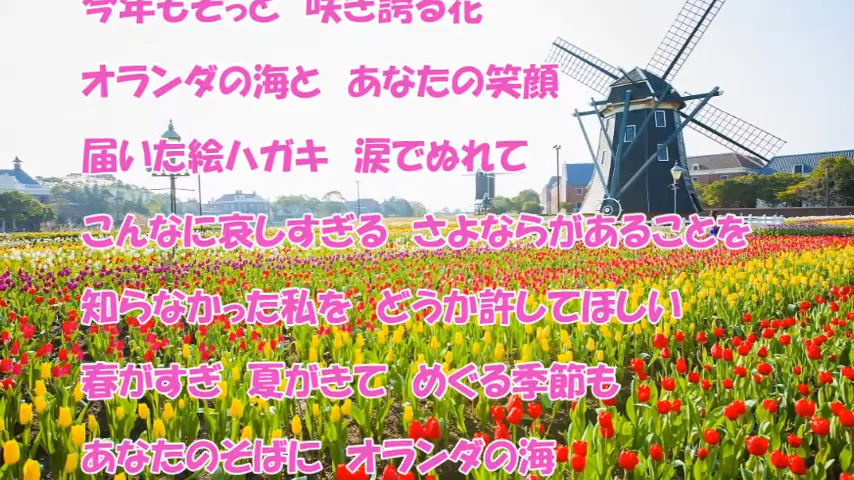 今年もそっと　咲き誇る花
オランダの海と　あなたの笑顔
届いた絵ハガキ　涙でぬれて
こんなに哀しすぎる　さよならがあることを
知らなかった私を　どうか許してほしい
春がすぎ　夏がきて　めぐる季節も
あなたのそばに　オランダの海